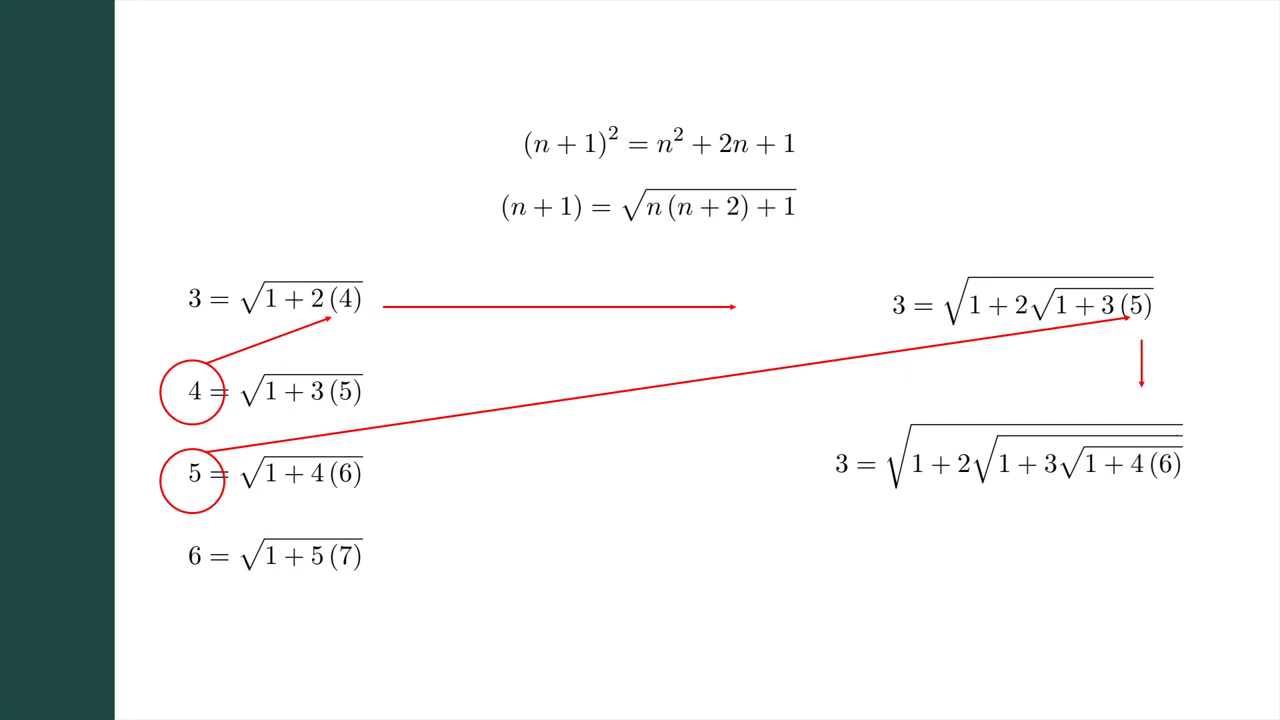 (n + 1)² = n² + 2n + 1
(n + 1) = √(n (n + 2) + 1)
3 = √(1 + 2 (4))
3 = √(1 + 2√(1 + 3 (5)))
4 = √(1 + 3 (5))
5 = √(1 + 4 (6))
3 = √(1 + 2√(1 + 3√(1 + 4 (6))))
6 = √(1 + 5 (7))